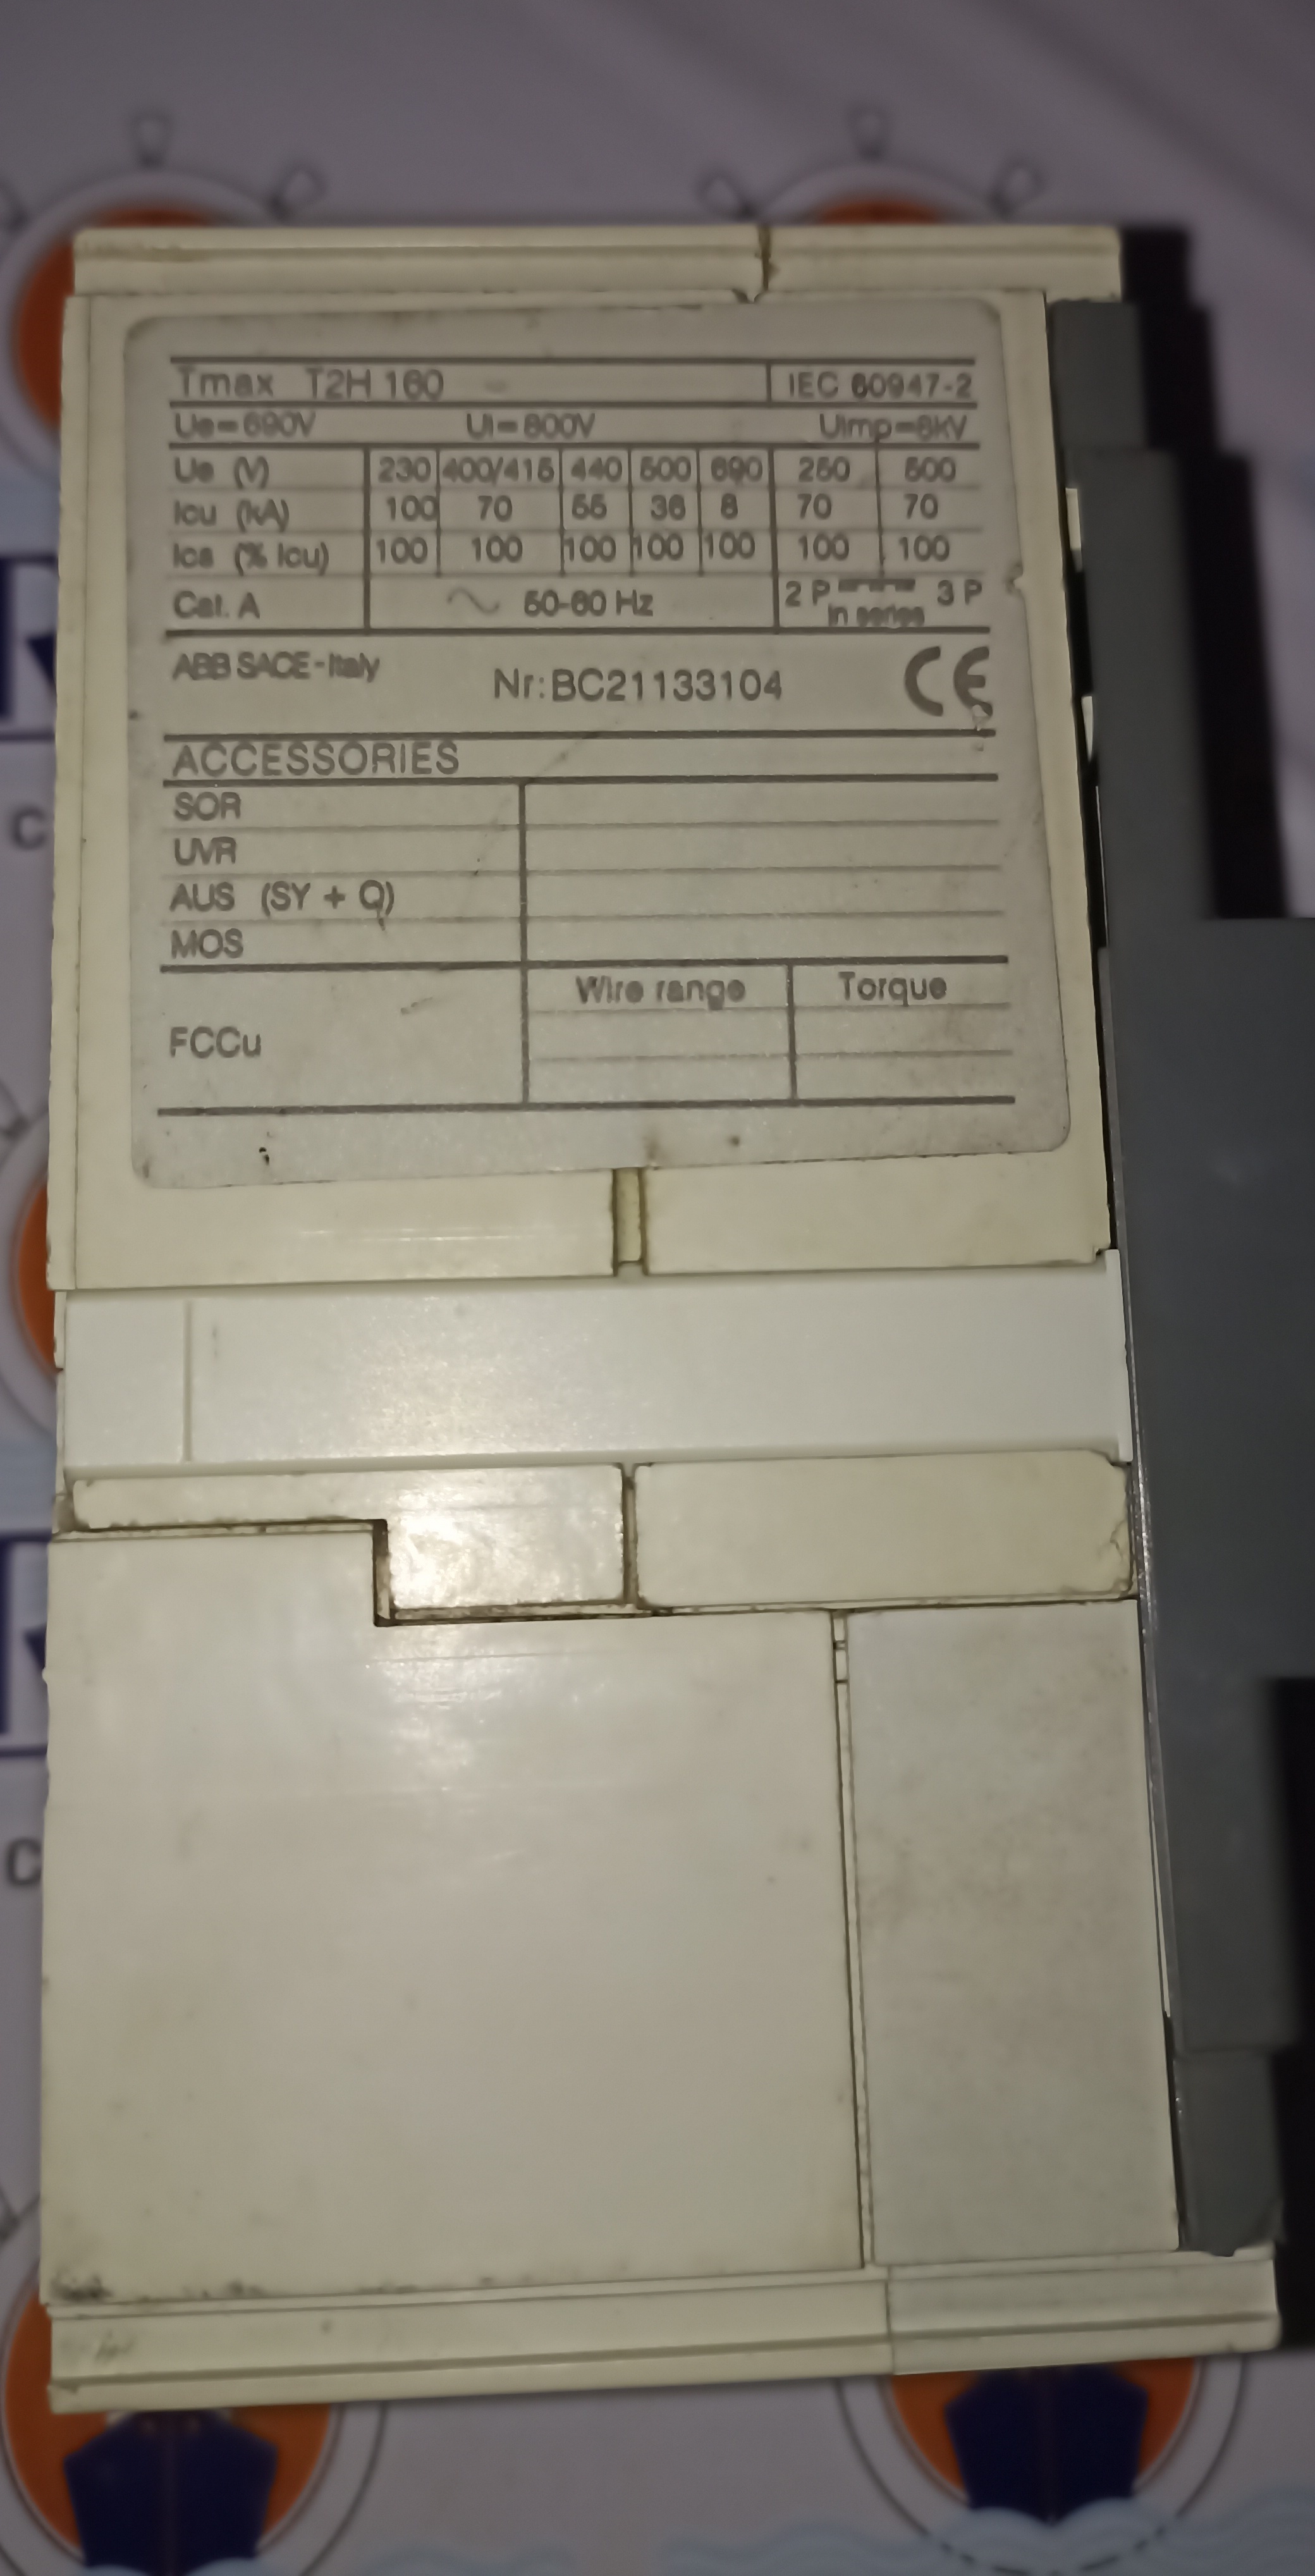 Tmax T2H 160 IEC 60947-2
Ue=690V Ui=800V Uimp=8kV
Ue (V) 230 400/415 440 500 690 250 500
Icu (kA) 100 70 55 36 8 70 70
Ics (% Icu) 100 100 100 100 100 100 100
Cat. A ~ 50-60 Hz 2 P in series 3 P
ABB SACE-Italy Nr:BC21133104 CE
ACCESSORIES
SOR
UVR
AUS (SY + Q)
MOS
Wire range Torque
FCCu